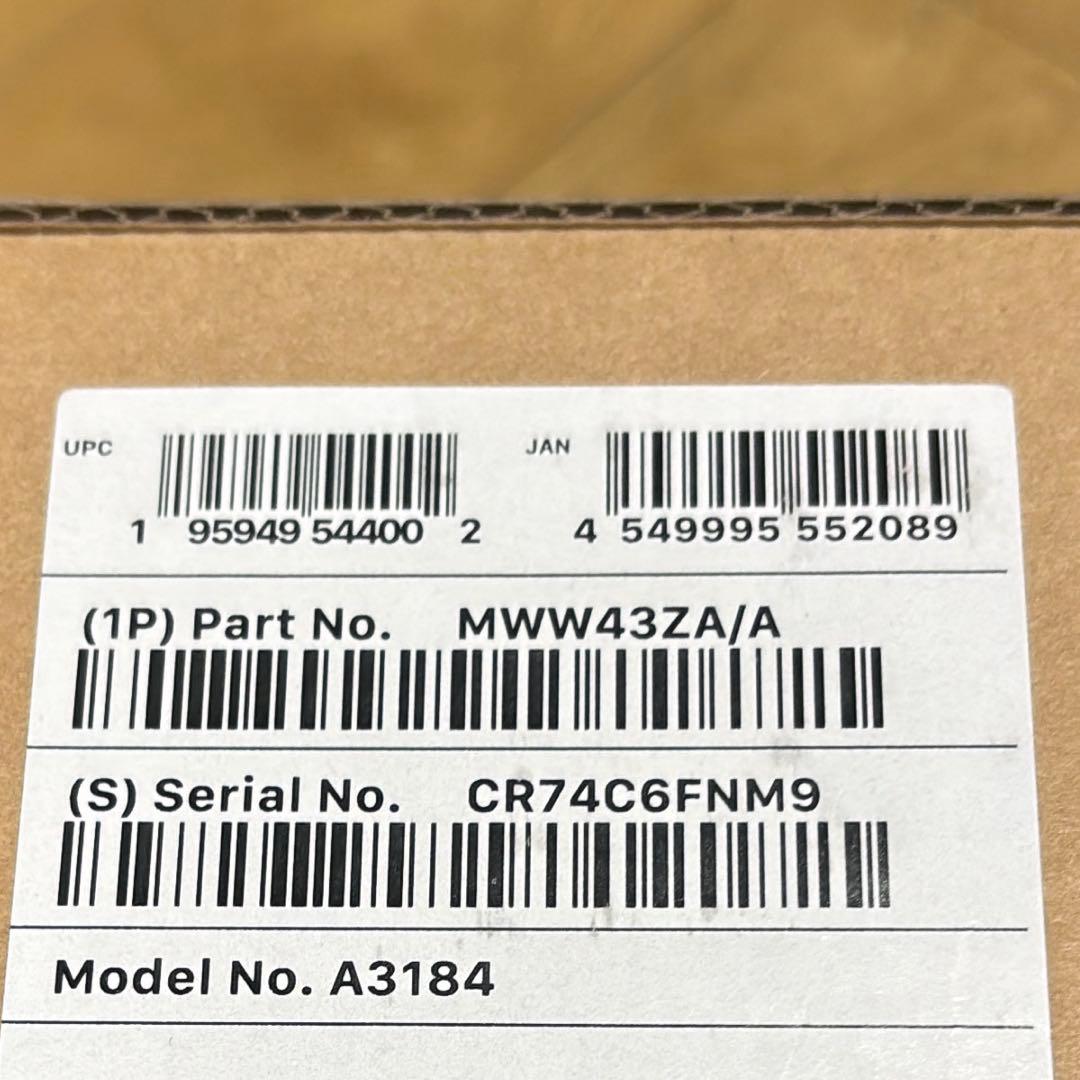 UPC
1 95949 54400 2
JAN
4 549995 552089
(1P) Part No. MWW43ZA/A
(S) Serial No. CR74C6FNM9
Model No. A3184